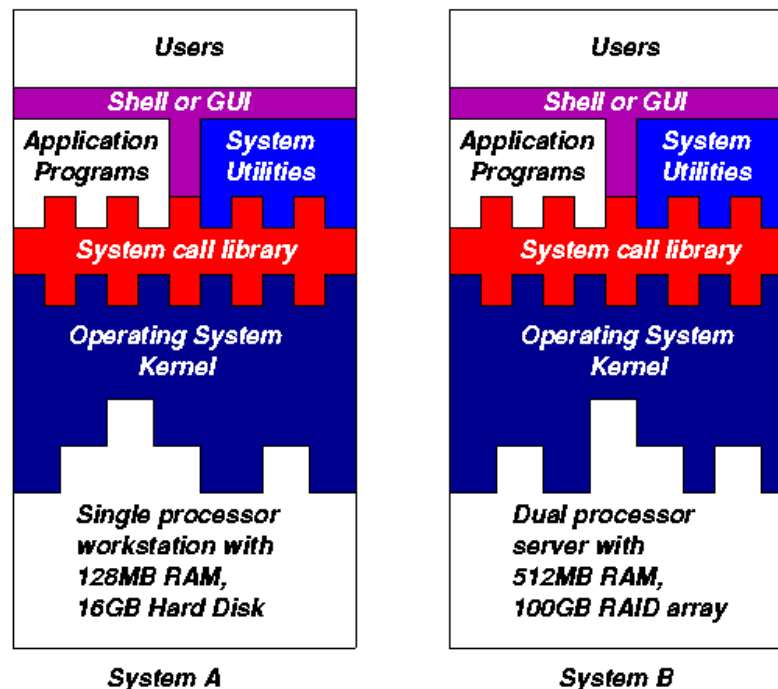 Users
Shell or GUI
Application
Programs
System
Utilities
System call library
Operating System
Kernel
Single processor
workstation with
128MB RAM,
16GB Hard Disk
System A
Users
Shell or GUI
Application
Programs
System
Utilities
System call library
Operating System
Kernel
Dual processor
server with
512MB RAM,
100GB RAID array
System B